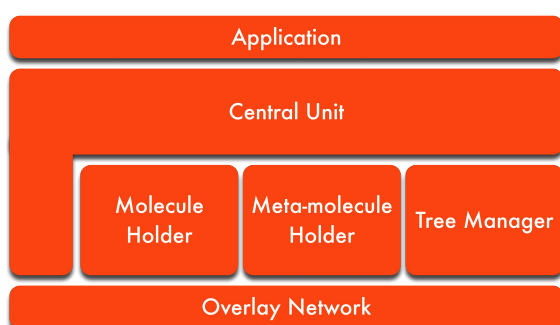 Application
Central Unit
Molecule
Holder
Meta-molecule
Holder
Tree Manager
Overlay Network